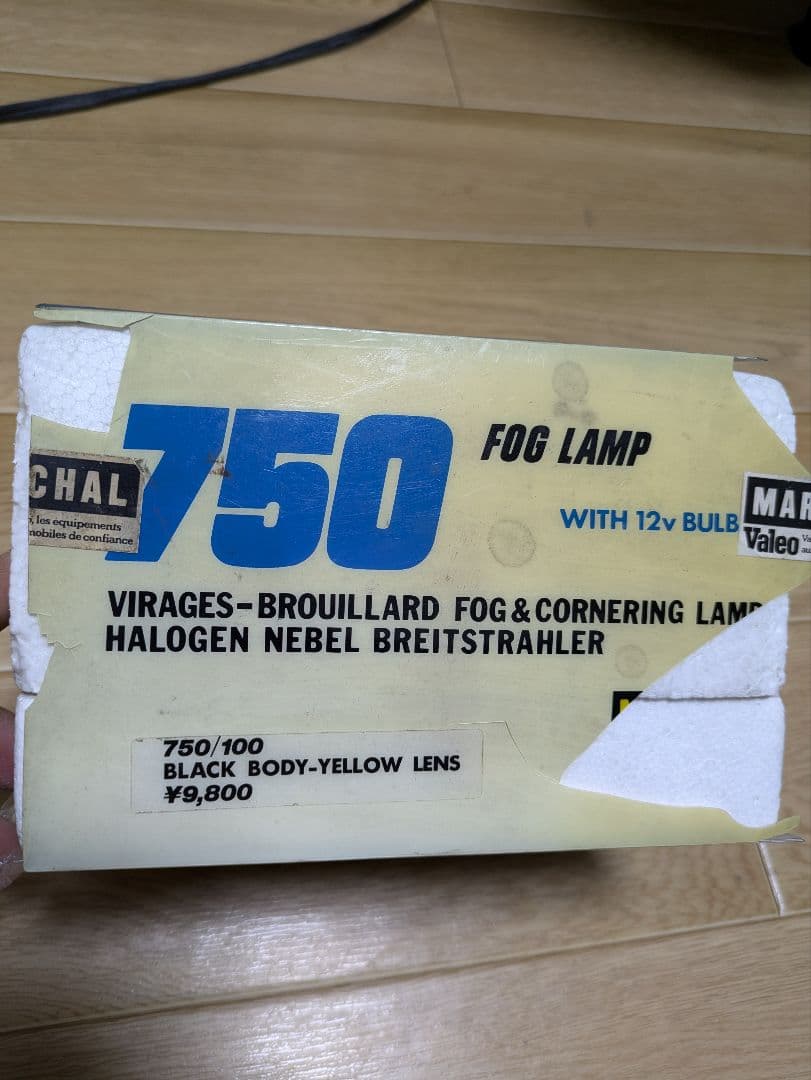 750
FOG LAMP
WITH 12v BULB
CHAL
les equipements
mobiles de confiance
MAR
Valeo
VIRAGES-BROUILLARD FOG & CORNERING LAMP
HALOGEN NEBEL BREITSTRAHLER
750/100
BLACK BODY-YELLOW LENS
¥9,800